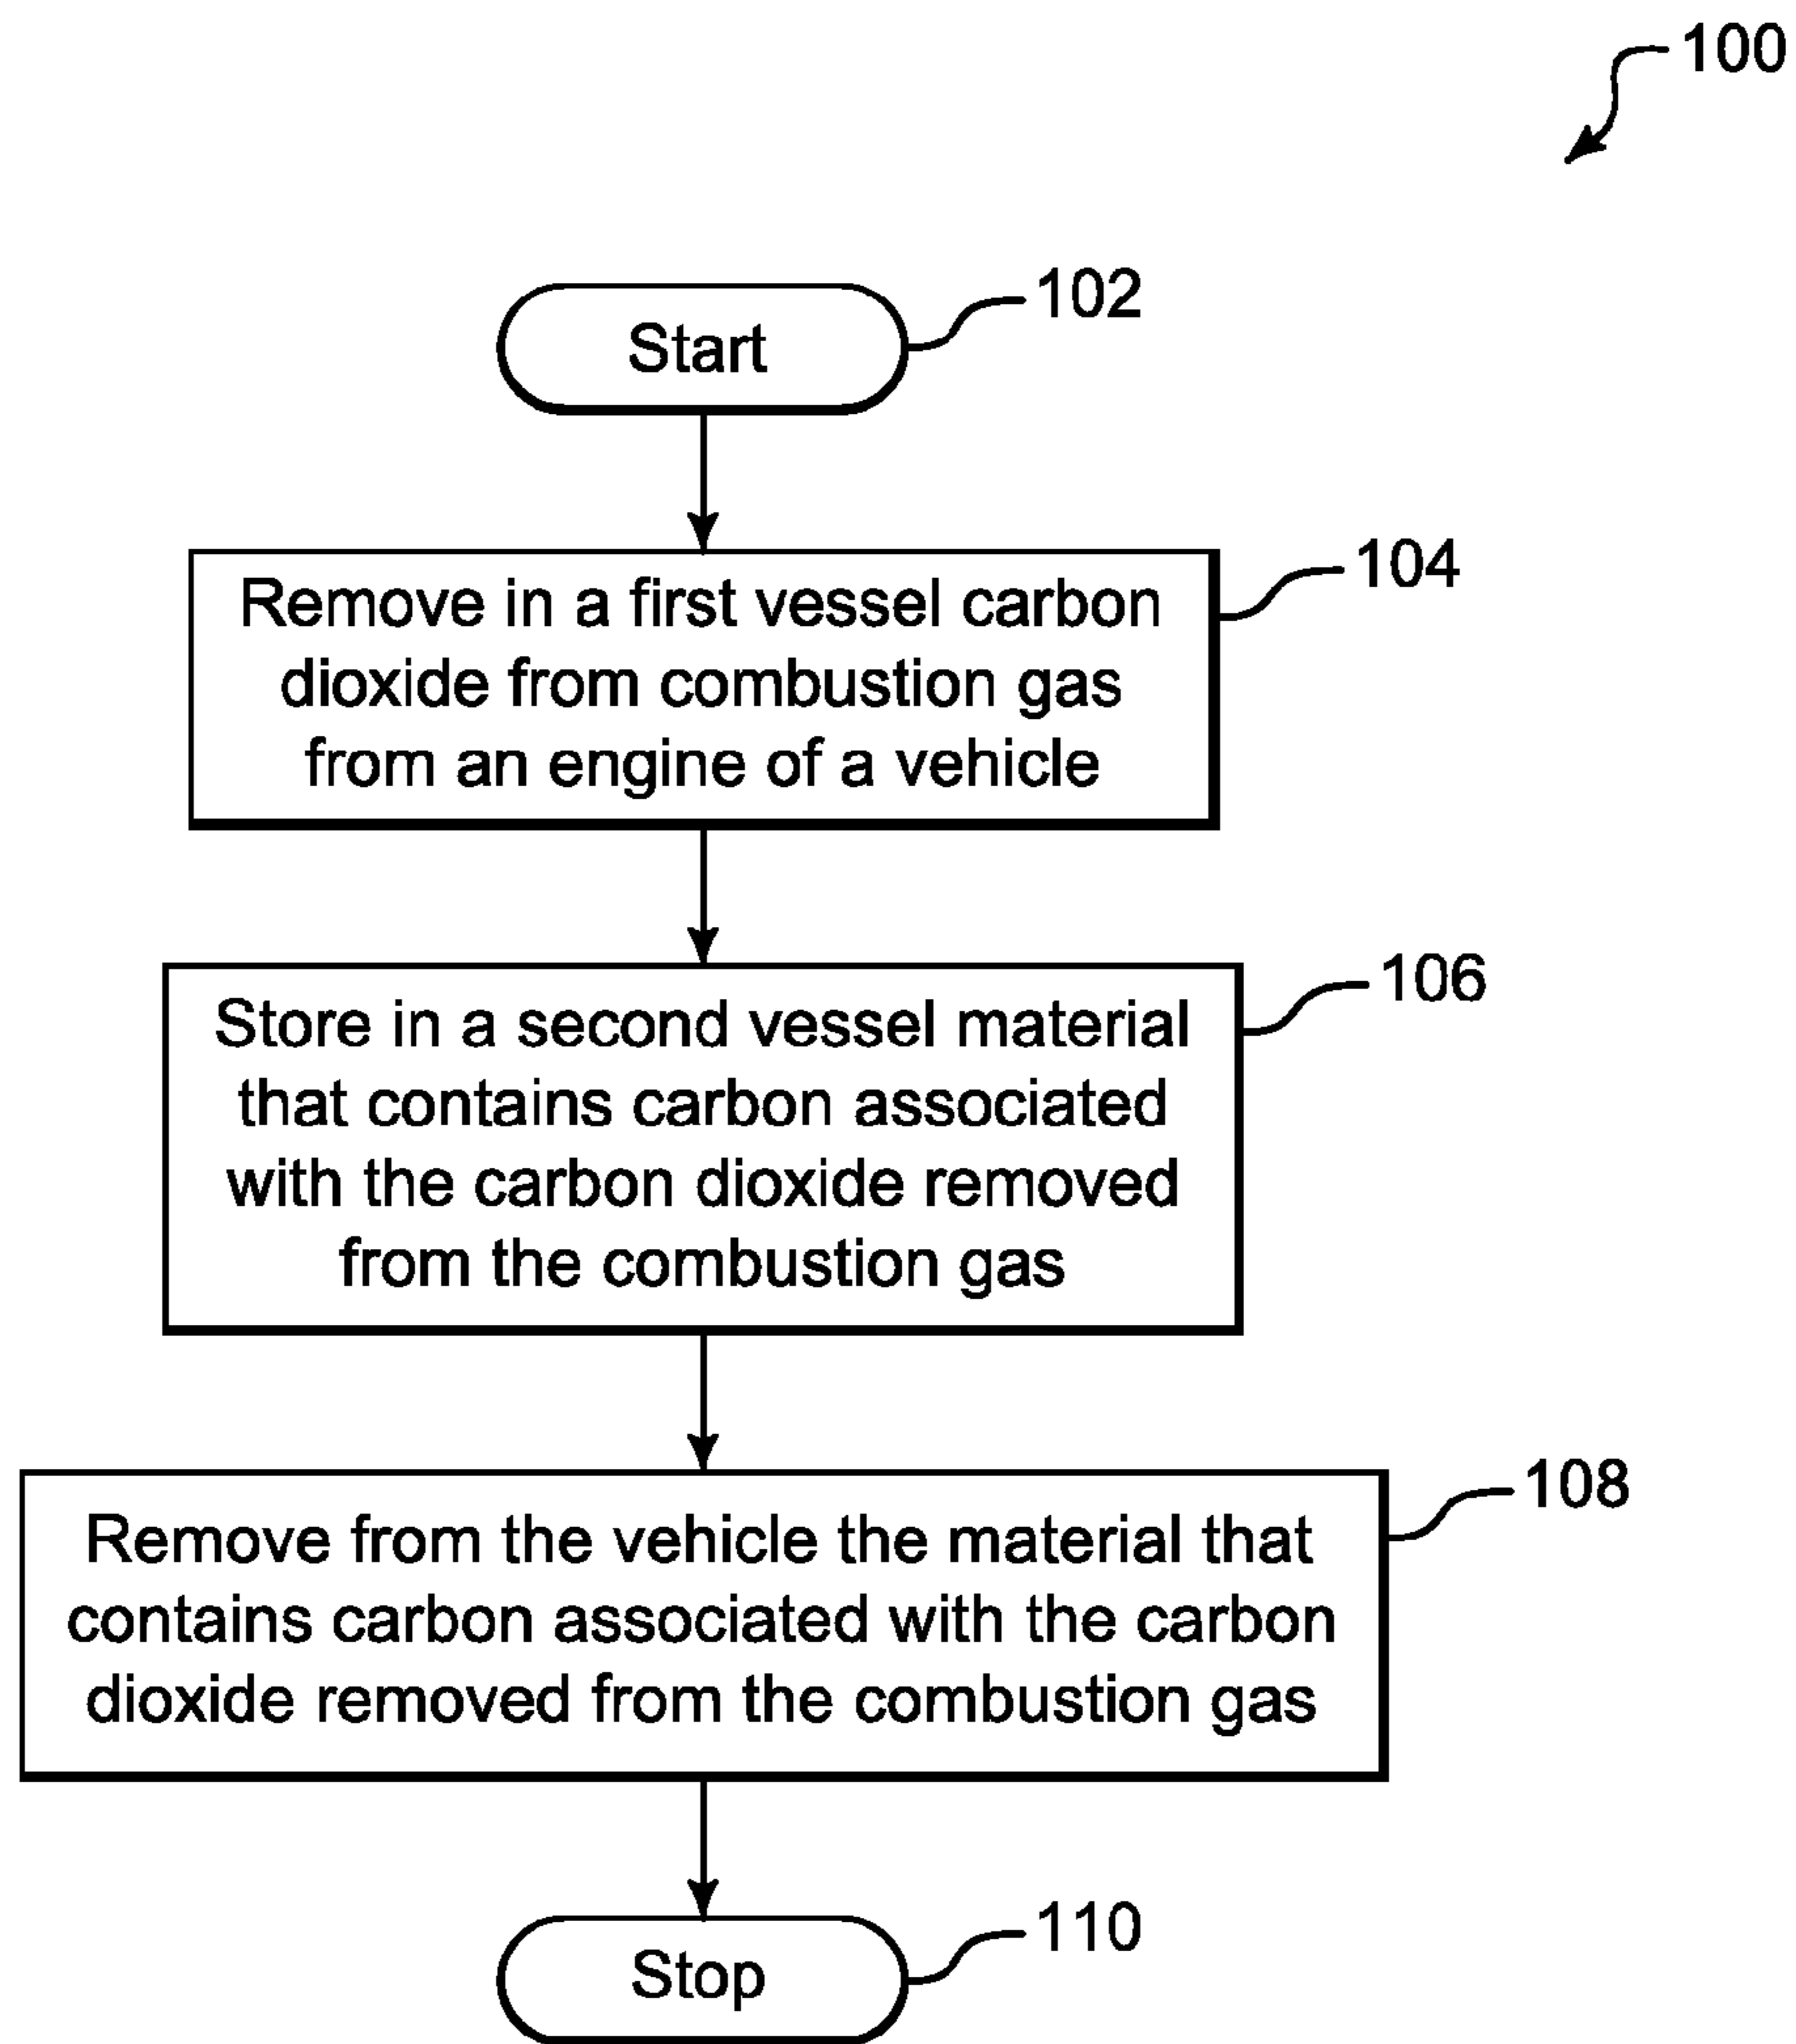 100
Start
102
Remove in a first vessel carbon
dioxide from combustion gas
from an engine of a vehicle
104
Store in a second vessel material
that contains carbon associated
with the carbon dioxide removed
from the combustion gas
106
Remove from the vehicle the material that
contains carbon associated with the carbon
dioxide removed from the combustion gas
108
Stop
110